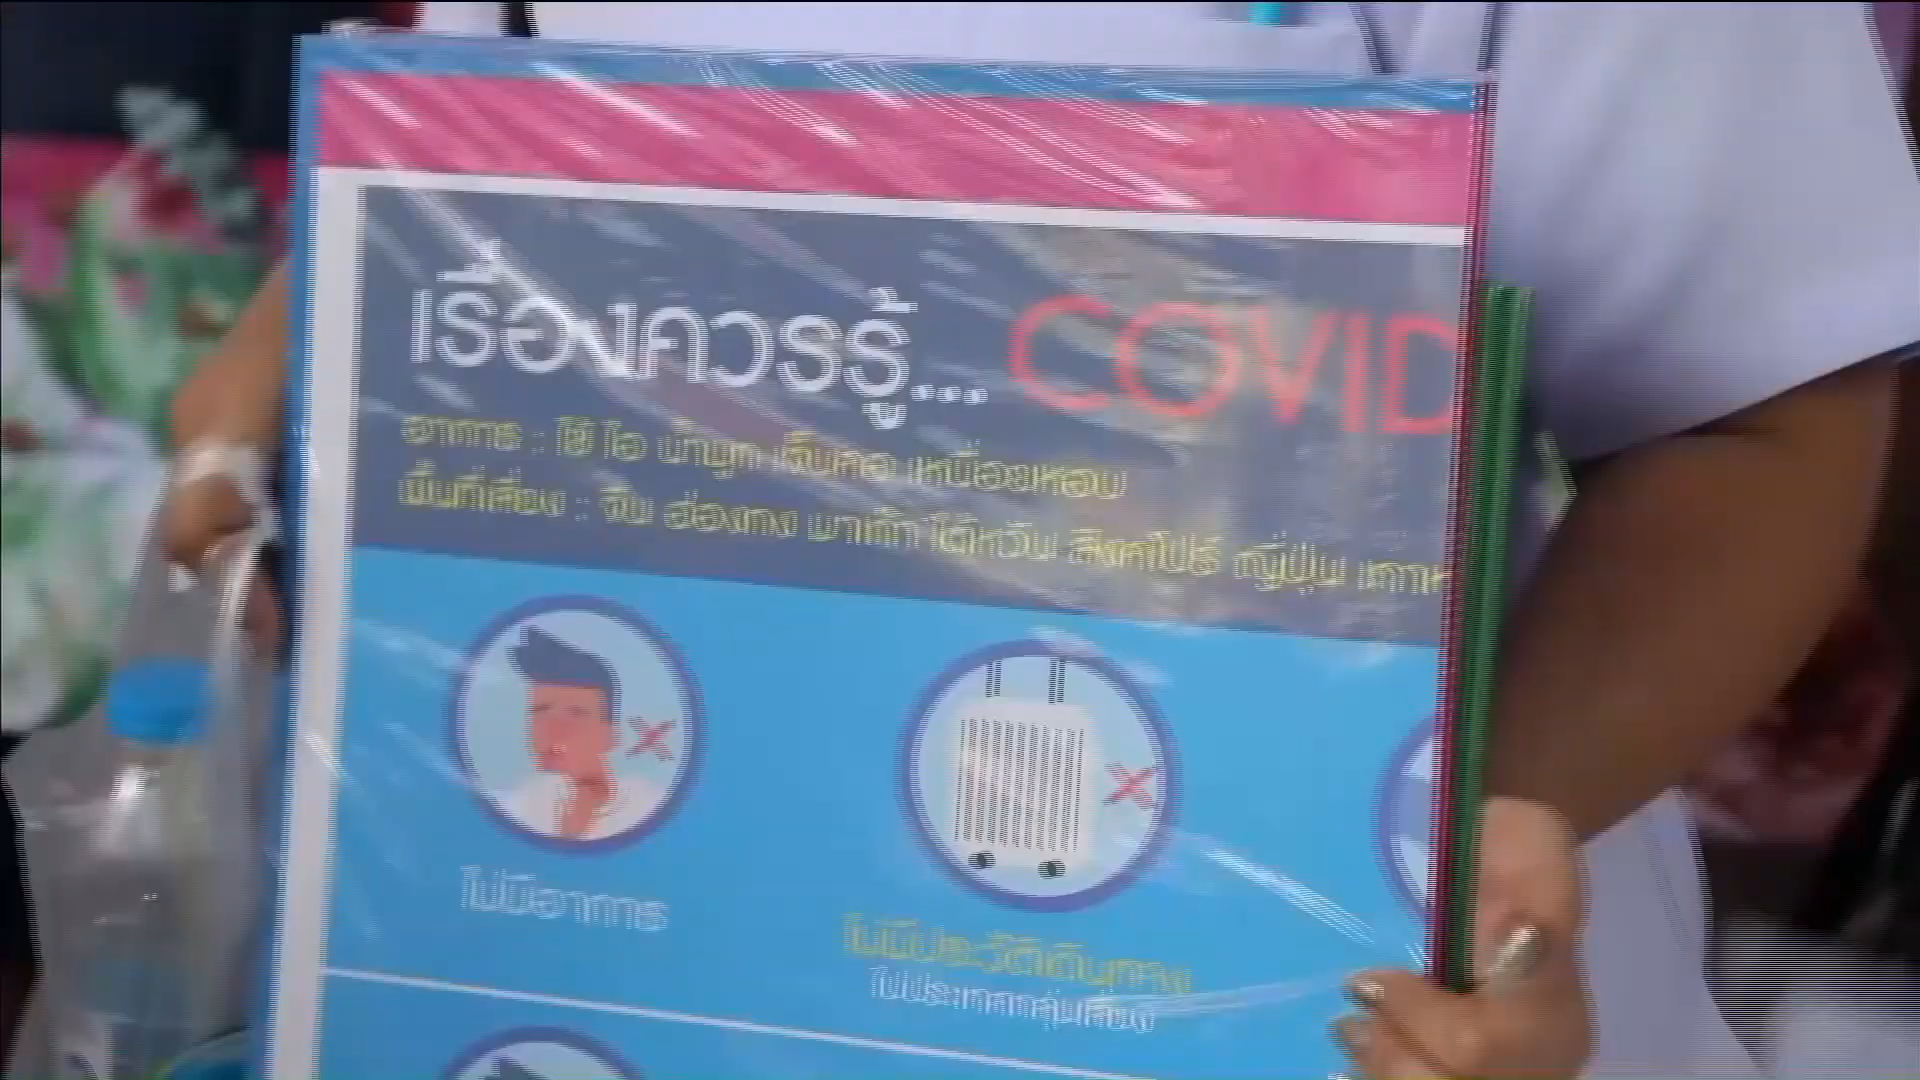 เรื่องควรรู้... COVID
อาการ : ไข้ ไอ น้ำมูก เจ็บคอ เหนื่อยหอบ
พื้นที่เสี่ยง : จีน ฮ่องกง มาเก๊า ไต้หวัน สิงคโปร์ ญี่ปุ่น เกาห
ไม่มีอาการ
ไม่มีประวัติเดินทาง
ไปประเทศกลุ่มเสี่ยง